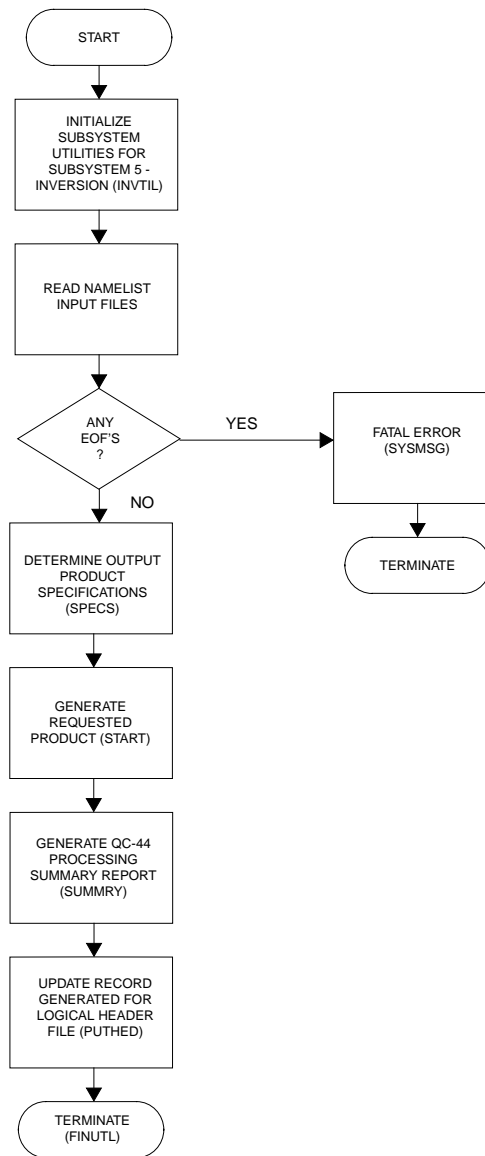 START
INITIALIZE
SUBSYSTEM
UTILITIES FOR
SUBSYSTEM 5 -
INVERSION (INVTIL)
READ NAMELIST
INPUT FILES
ANY
EOF'S
?
YES
FATAL ERROR
(SYSMSG)
TERMINATE
NO
DETERMINE OUTPUT
PRODUCT
SPECIFICATIONS
(SPECS)
GENERATE
REQUESTED
PRODUCT (START)
GENERATE QC-44
PROCESSING
SUMMARY REPORT
(SUMMRY)
UPDATE RECORD
GENERATED FOR
LOGICAL HEADER
FILE (PUTHED)
TERMINATE
(FINUTL)